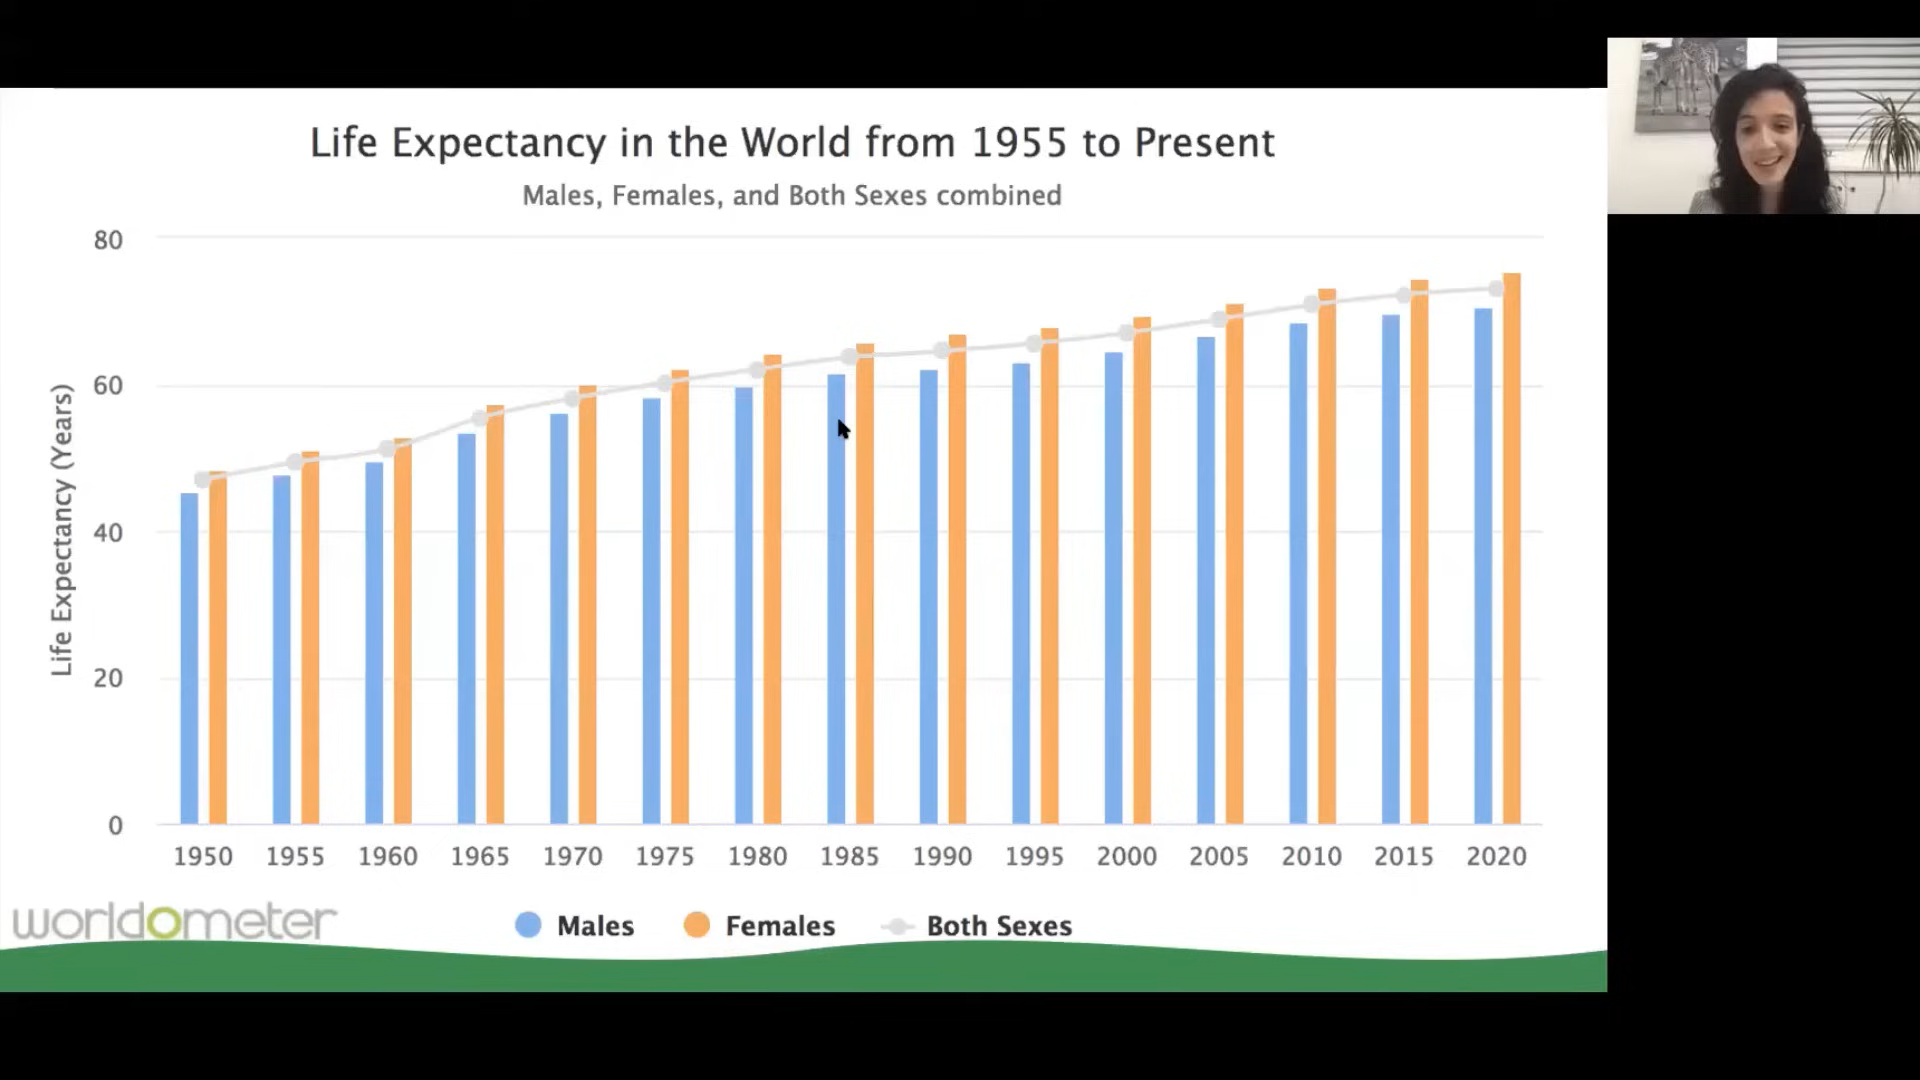 Life Expectancy in the World from 1955 to Present
Males, Females, and Both Sexes combined
Life Expectancy (Years)
80
60
40
20
0
1950 1955 1960 1965 1970 1975 1980 1985 1990 1995 2000 2005 2010 2015 2020
worldometer
Males Females Both Sexes